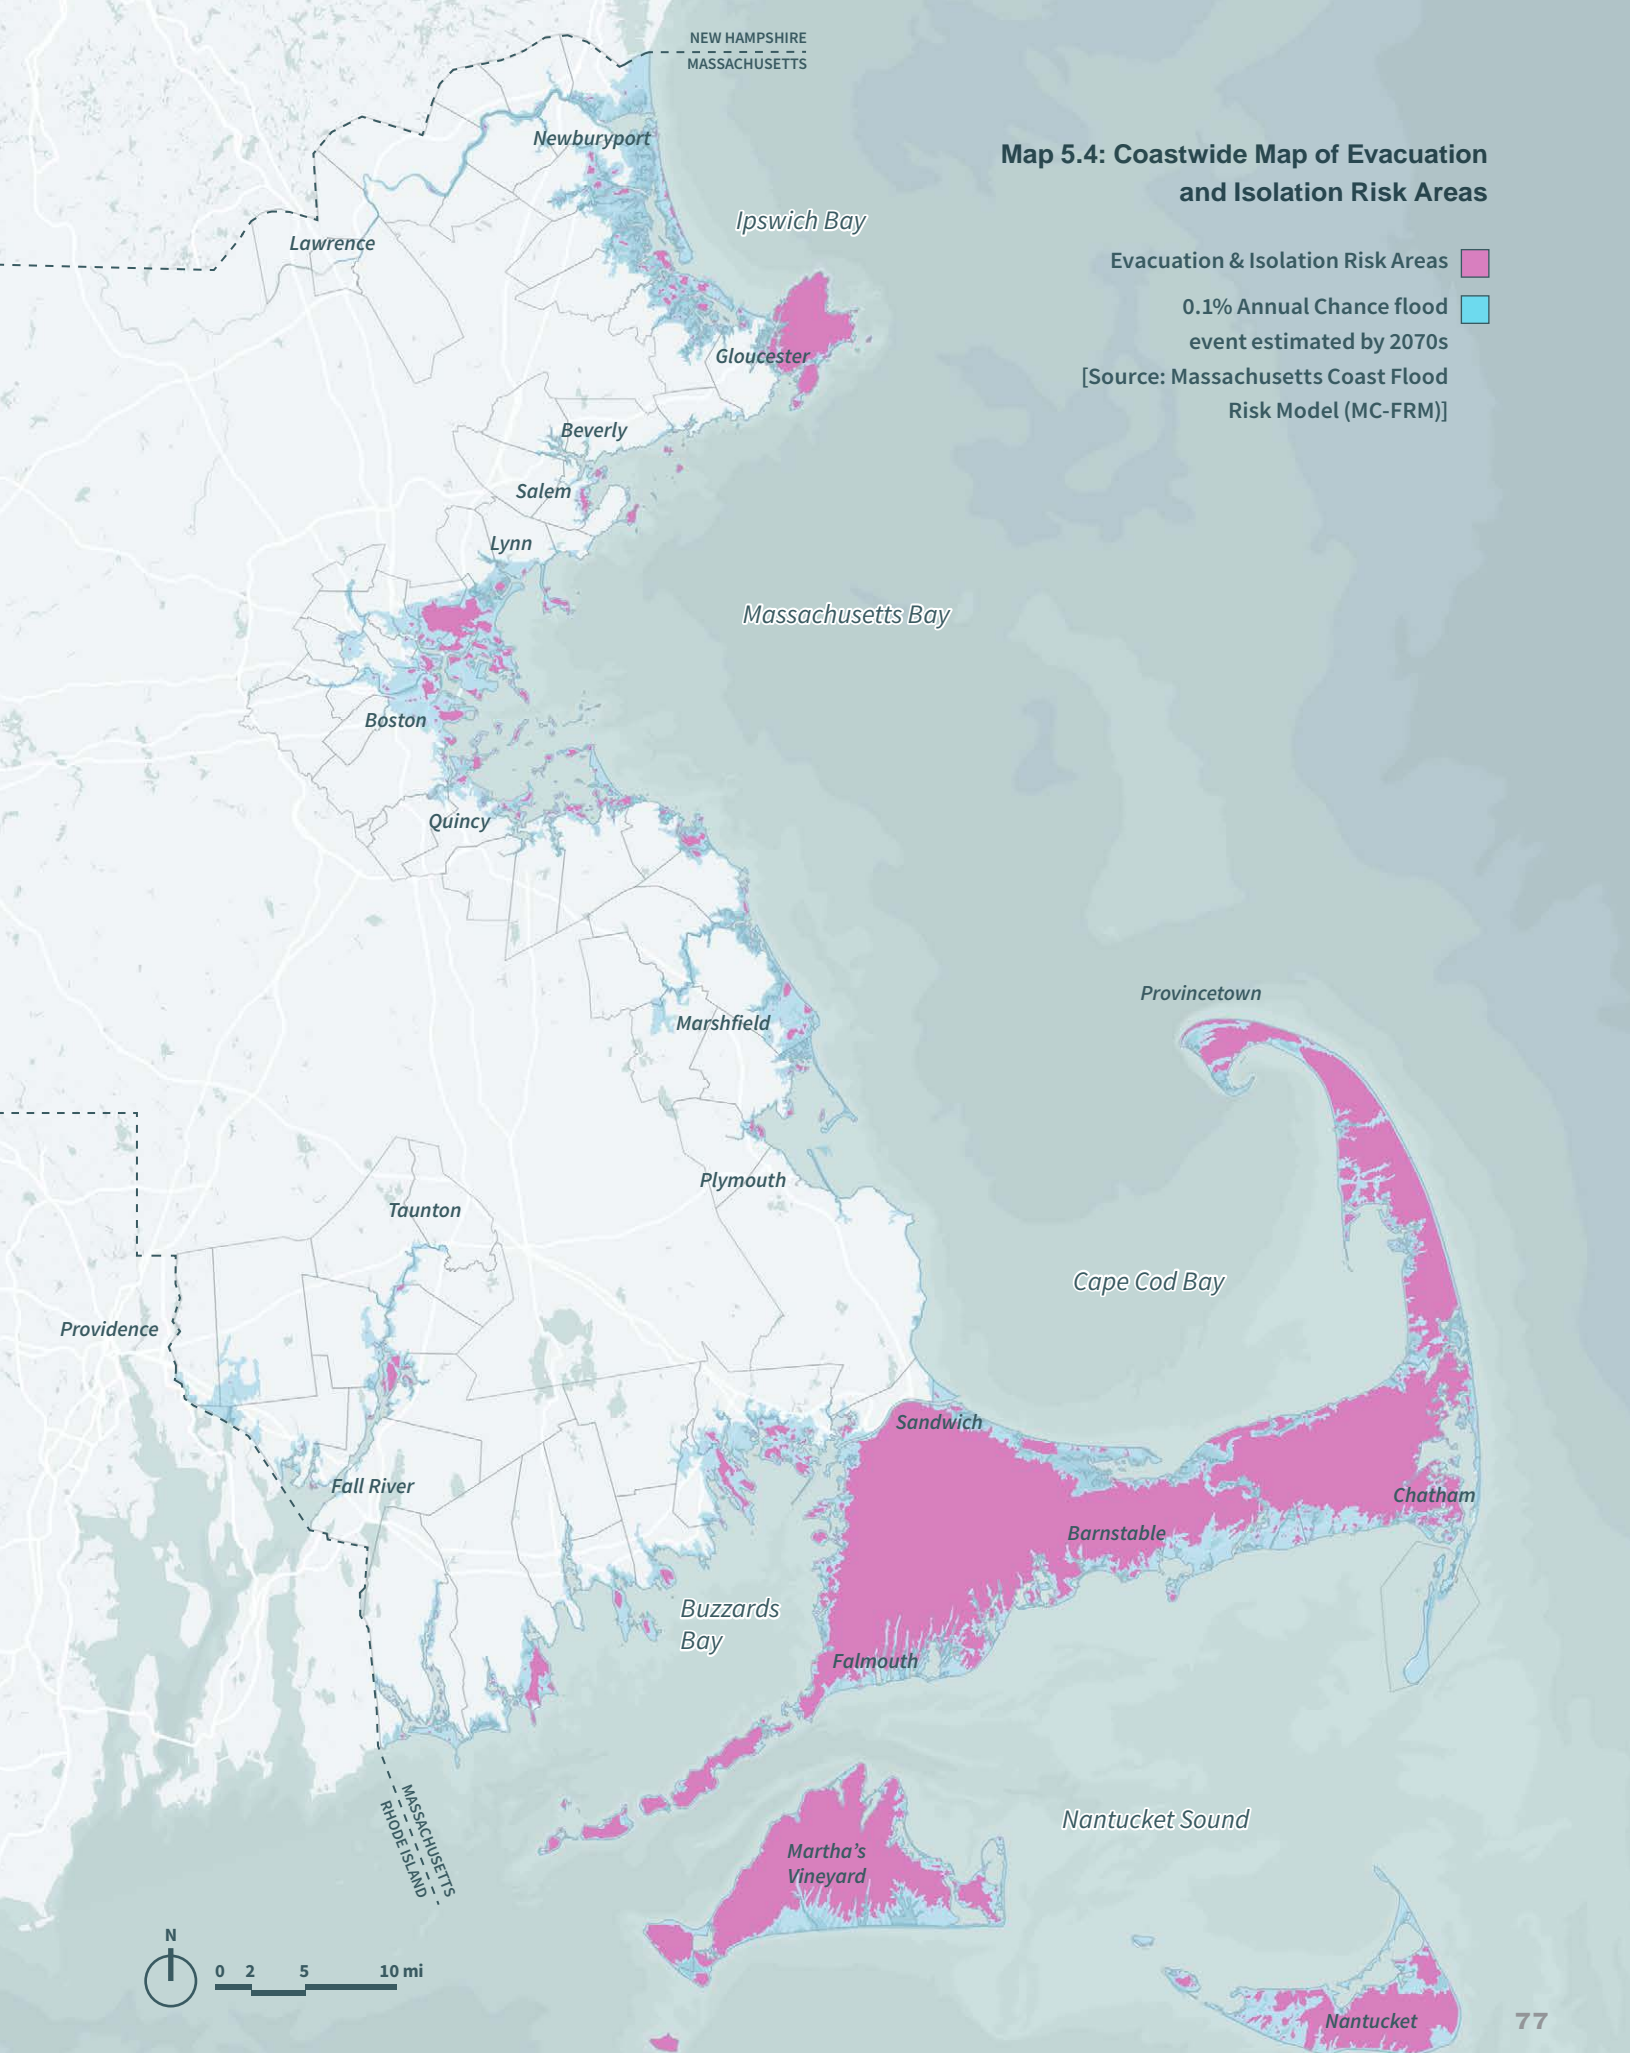 NEW HAMPSHIRE
MASSACHUSETTS
Newburyport
Map 5.4: Coastwide Map of Evacuation
and Isolation Risk Areas
Ipswich Bay
Lawrence
Evacuation & Isolation Risk Areas
0.1% Annual Chance flood
event estimated by 2070s
[Source: Massachusetts Coast Flood
Risk Model (MC-FRM)]
Gloucester
Beverly
Salem
Lynn
Massachusetts Bay
Boston
Quincy
Provincetown
Marshfield
Plymouth
Taunton
Cape Cod Bay
Providence
Sandwich
Fall River
Chatham
Barnstable
Buzzards
Bay
Falmouth
MASSACHUSETTS
RHODE ISLAND
Nantucket Sound
Martha's
Vineyard
N
0 2 5 10 mi
Nantucket
77